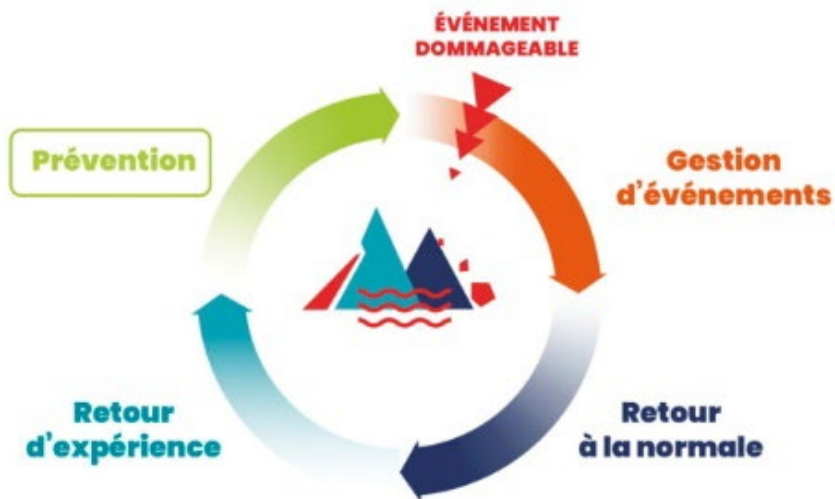 ÉVÉNEMENT
DOMMAGEABLE
Prévention
Gestion
d'événements
Retour
d'expérience
Retour
à la normale